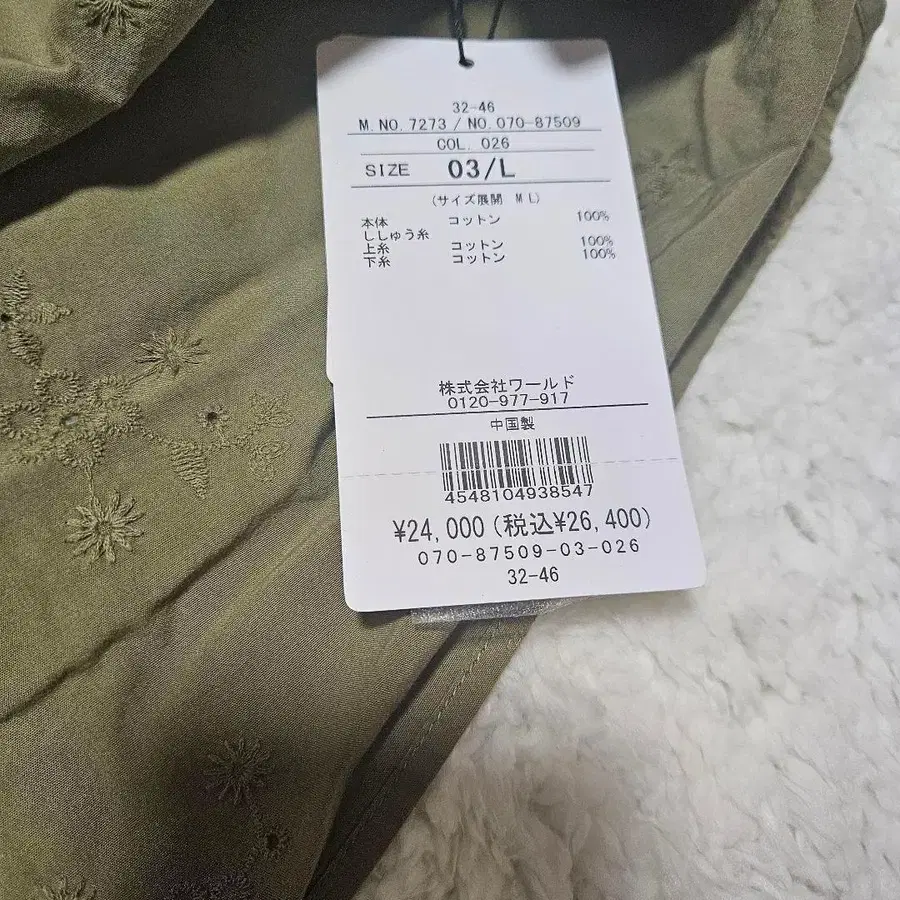 32-46
M.NO.7273 / NO.070-87509
COL. 026
SIZE 03/L
(サイズ展開 M L)
本体 コットン 100%
ししゅう糸
上糸 コットン 100%
下糸 コットン 100%
株式会社ワールド
0120-977-917
中国製
4548104938547
¥24,000(税込¥26,400)
070-87509-03-026
32-46